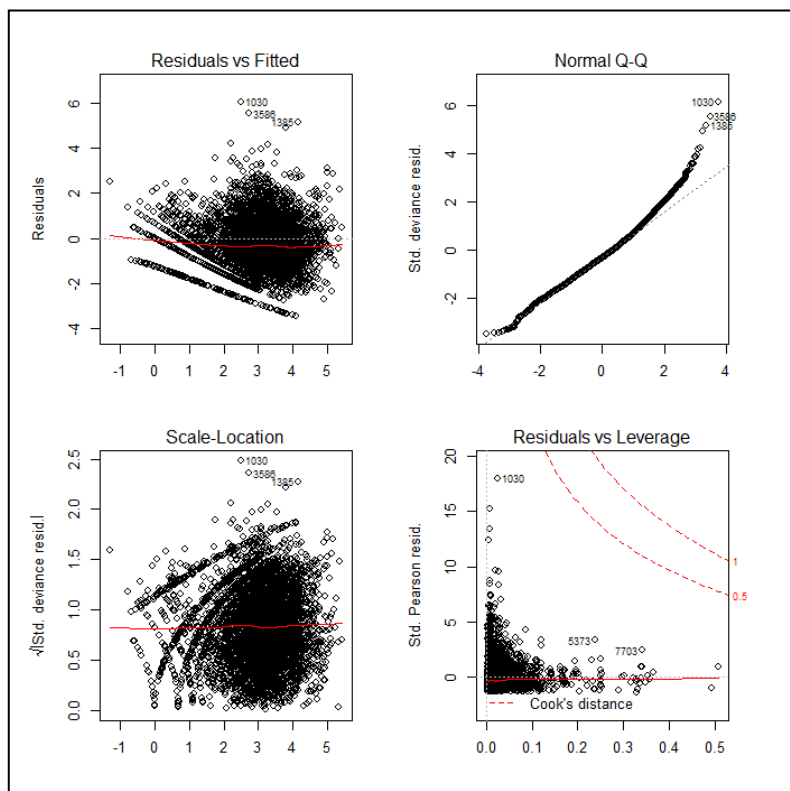 Residuals vs Fitted
Residuals
6
4
2
0
-2
-4
1030
3586
1385
-1 0 1 2 3 4 5
Normal Q-Q
Std. deviance resid.
6
4
2
0
-2
1030
3586
1385
-4 -2 0 2 4
Scale-Location
√|Std. deviance resid.|
2.5
2.0
1.5
1.0
0.5
0.0
1030
3586
1385
-1 0 1 2 3 4 5
Residuals vs Leverage
Std. Pearson resid.
20
15
10
5
0
1030
5373
7703
1
0.5
Cook's distance
0.0 0.1 0.2 0.3 0.4 0.5